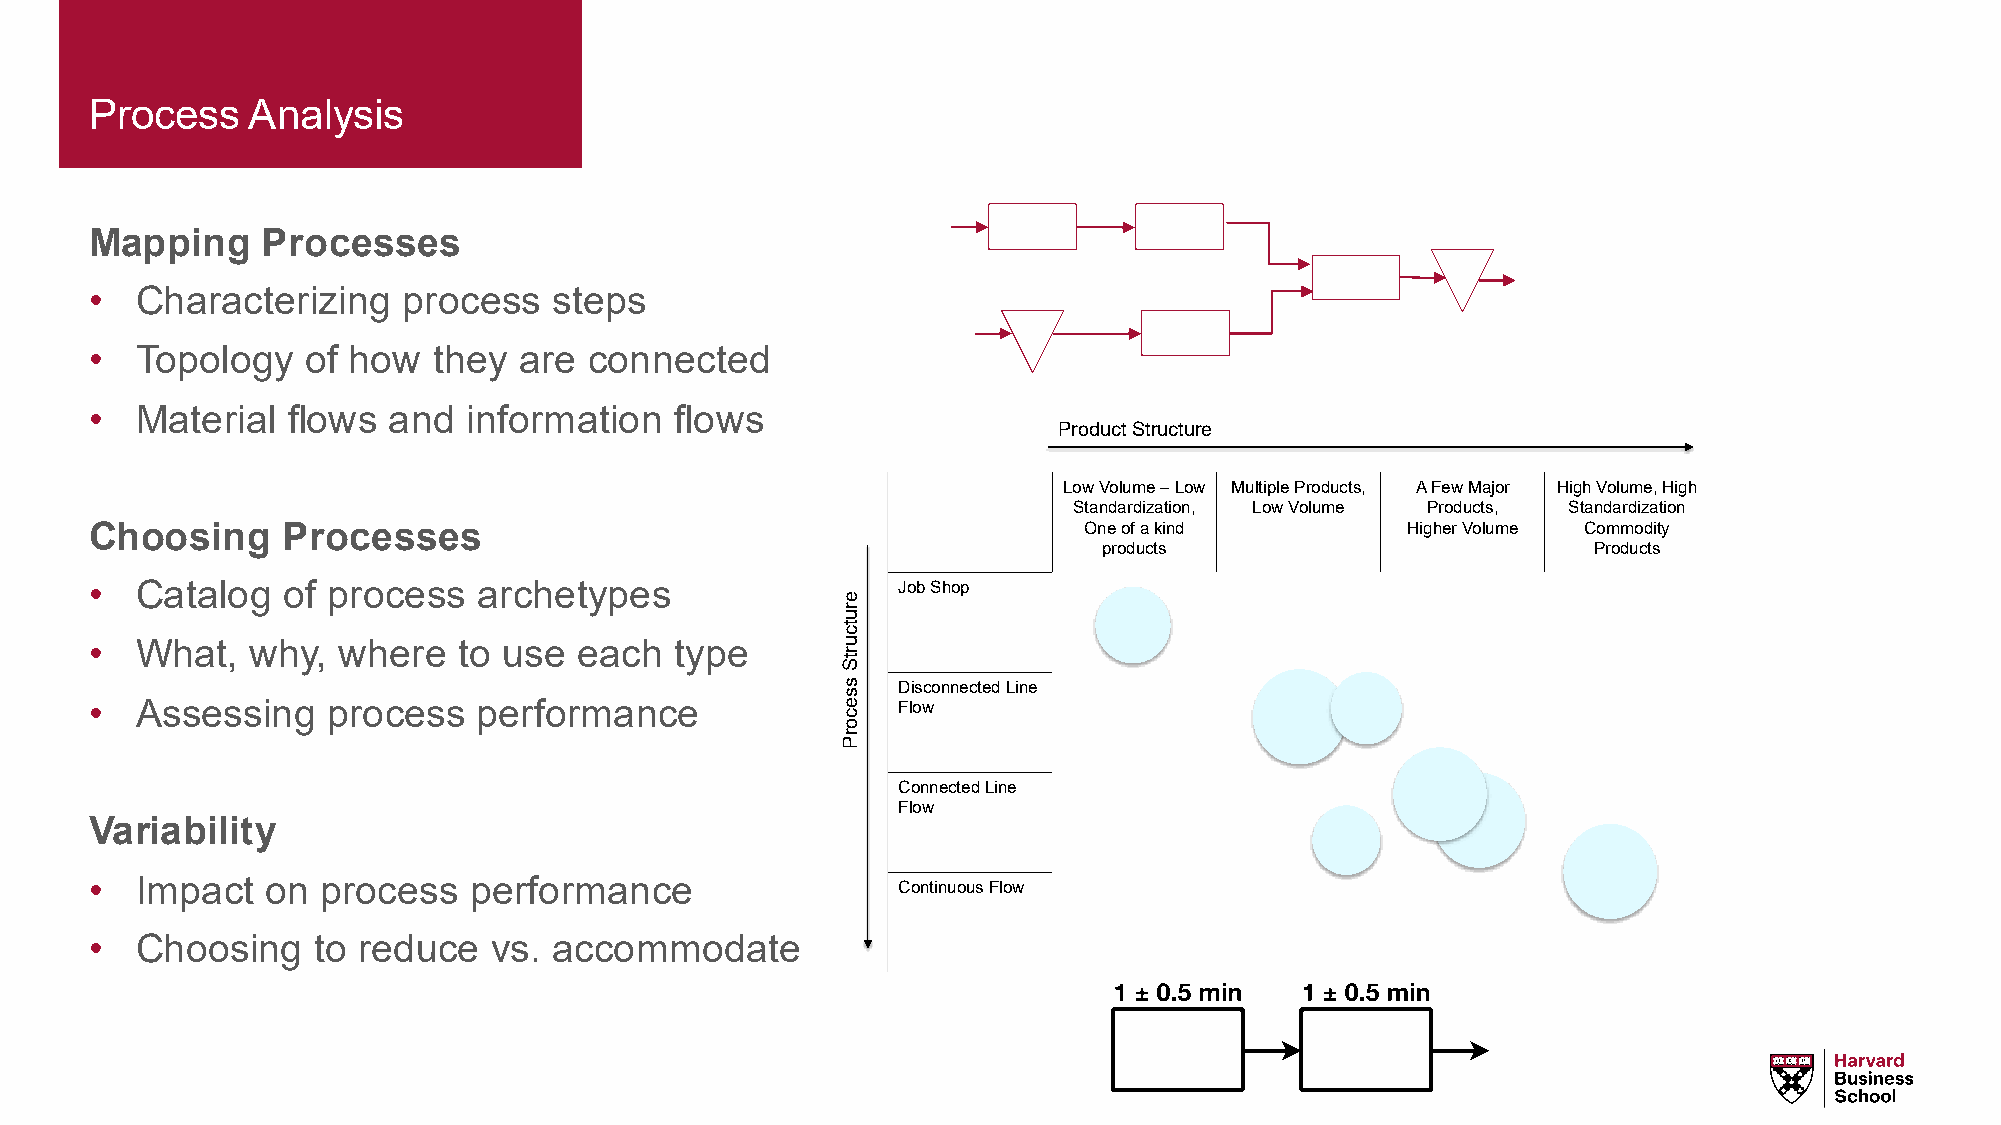 Process Analysis
Mapping Processes
• Characterizing process steps
• Topology of how they are connected
• Material flows and information flows
Choosing Processes
• Catalog of process archetypes
• What, why, where to use each type
• Assessing process performance
Variability
• Impact on process performance
• Choosing to reduce vs. accommodate
Product Structure
Low Volume – Low
Standardization,
One of a kind
products
Multiple Products,
Low Volume
A Few Major
Products,
Higher Volume
High Volume, High
Standardization
Commodity
Products
Process Structure
Job Shop
Disconnected Line
Flow
Connected Line
Flow
Continuous Flow
1 ± 0.5 min
1 ± 0.5 min
Harvard
Business
School